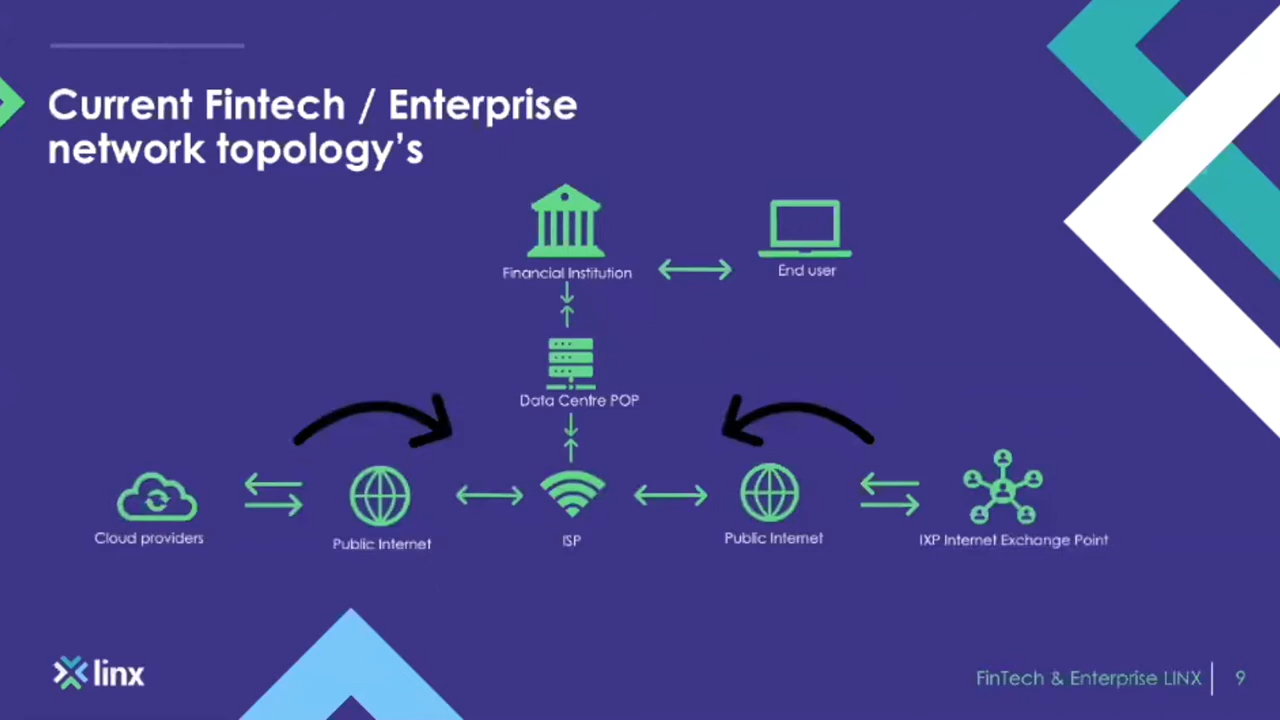 Current Fintech / Enterprise
network topology's
Financial Institution
End user
Data Centre POP
Cloud providers
Public Internet
ISP
Public Internet
IXP Internet Exchange Point
linx
FinTech & Enterprise LINX
9